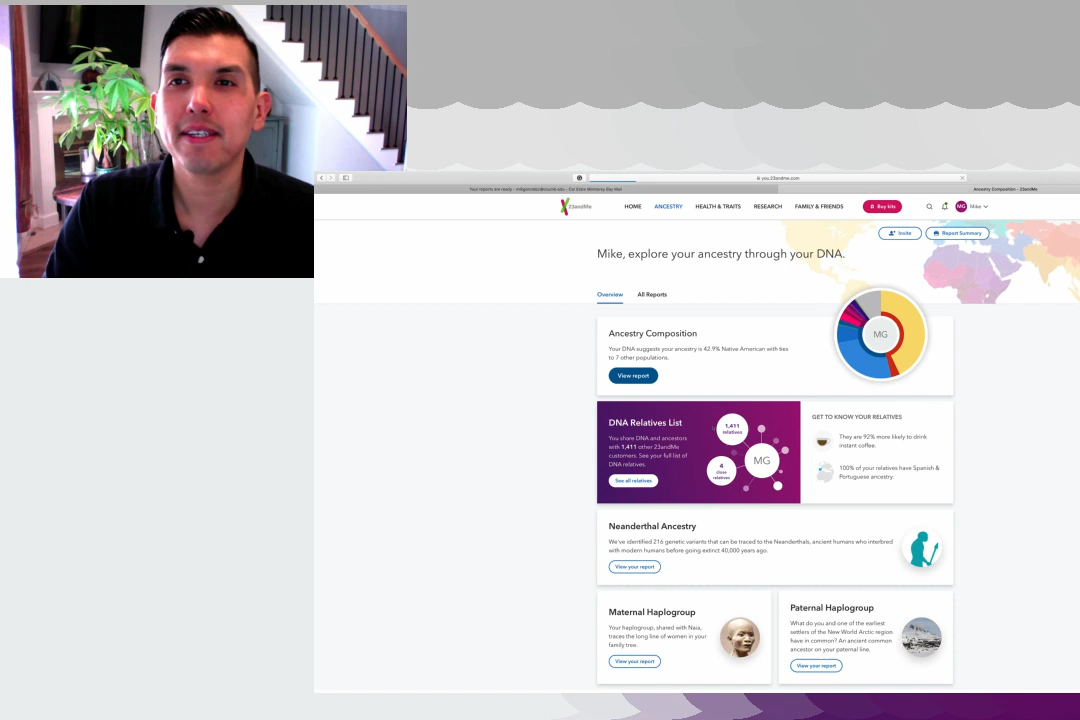 you.23andme.com
Ancestry Composition - 23andMe
23andMe
HOME
ANCESTRY
HEALTH & TRAITS
RESEARCH
FAMILY & FRIENDS
Buy kits
MG
Mike
Invite
Report Summary
Mike, explore your ancestry through your DNA.
Overview
All Reports
Ancestry Composition
Your DNA suggests your ancestry is 42.9% Native American with ties
to 7 other populations.
View report
MG
DNA Relatives List
You share DNA and ancestors
with 1,411 other 23andMe
customers. See your full list of
DNA relatives.
See all relatives
1,411
relatives
4
close
relatives
MG
GET TO KNOW YOUR RELATIVES
They are 92% more likely to drink
instant coffee.
100% of your relatives have Spanish &
Portuguese ancestry.
Neanderthal Ancestry
We've identified 216 genetic variants that can be traced to the Neanderthals, ancient humans who interbred
with modern humans before going extinct 40,000 years ago.
View your report
Maternal Haplogroup
Your haplogroup, shared with Naia,
traces the long line of women in your
family tree.
View your report
Paternal Haplogroup
What do you and one of the earliest
settlers of the New World Arctic region
have in common? An ancient common
ancestor on your paternal line.
View your report